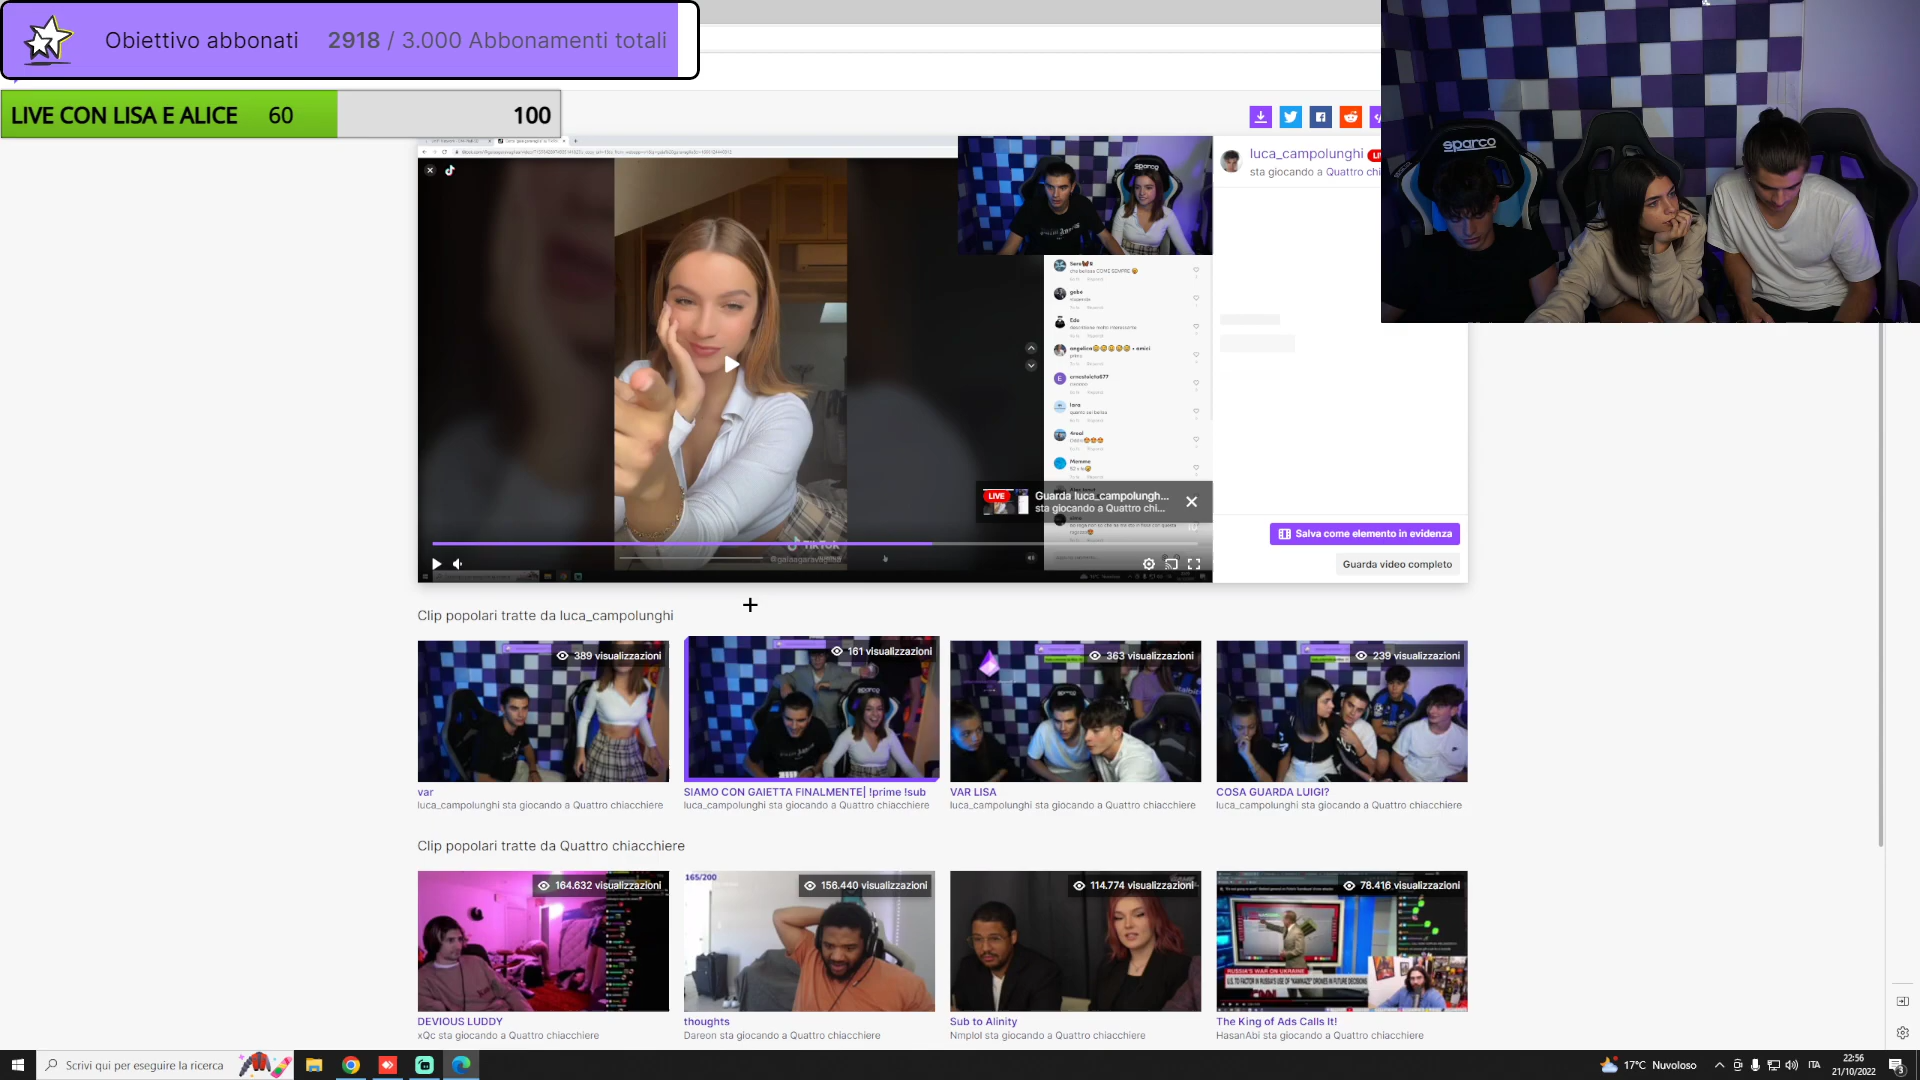 Obiettivo abbonati 2918 / 3.000 Abbonamenti totali
LIVE CON LISA E ALICE 60 100
luca_campolunghi
sta giocando a Quattro chi
sparco
sparco
TikTok
LIVE
Guarda luca_campolungh...
sta giocando a Quattro chi...
Salva come elemento in evidenza
Guarda video completo
Clip popolari tratte da luca_campolunghi
389 visualizzazioni
161 visualizzazioni
363 visualizzazioni
239 visualizzazioni
var
luca_campolunghi sta giocando a Quattro chiacchiere
SIAMO CON GAIETTA FINALMENTE| !prime !sub
luca_campolunghi sta giocando a Quattro chiacchiere
VAR LISA
luca_campolunghi sta giocando a Quattro chiacchiere
COSA GUARDA LUIGI?
luca_campolunghi sta giocando a Quattro chiacchiere
Clip popolari tratte da Quattro chiacchiere
164.632 visualizzazioni
165/200
156.440 visualizzazioni
114.774 visualizzazioni
78.416 visualizzazioni
RUSSIA'S WAR ON UKRAINE
DEVIOUS LUDDY
xQc sta giocando a Quattro chiacchiere
thoughts
Dareon sta giocando a Quattro chiacchiere
Sub to Alinity
Nmplol sta giocando a Quattro chiacchiere
The King of Ads Calls It!
HasanAbi sta giocando a Quattro chiacchiere
Scrivi qui per eseguire la ricerca
17°C Nuvoloso
ITA
22:56
21/10/2022
3